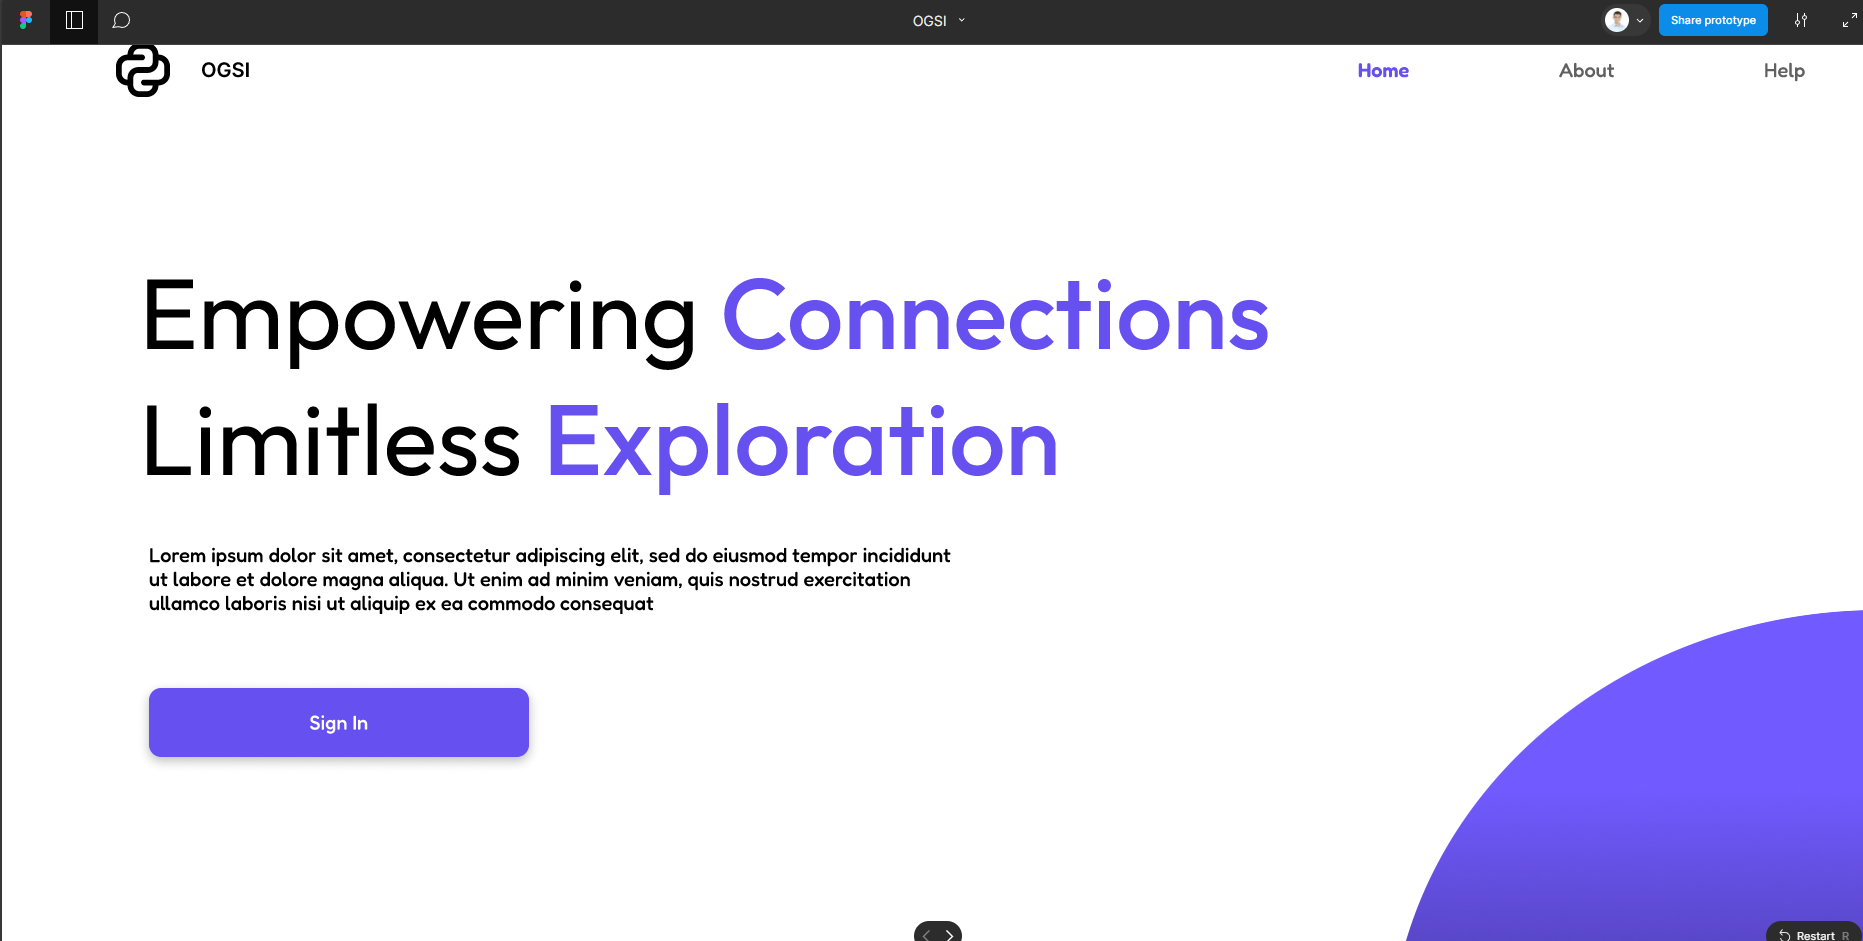 OGSI
Share prototype
OGSI
Home
About
Help
Empowering Connections
Limitless Exploration
Lorem ipsum dolor sit amet, consectetur adipiscing elit, sed do eiusmod tempor incididunt
ut labore et dolore magna aliqua. Ut enim ad minim veniam, quis nostrud exercitation
ullamco laboris nisi ut aliquip ex ea commodo consequat
Sign In
Restart R